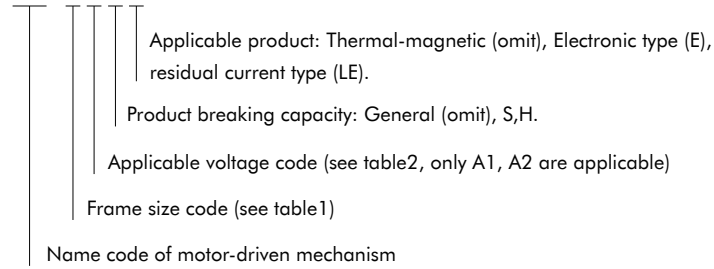 Applicable product: Thermal-magnetic (omit), Electronic type (E),
residual current type (LE).
Product breaking capacity: General (omit), S,H.
Applicable voltage code (see table2, only A1, A2 are applicable)
Frame size code (see table1)
Name code of motor-driven mechanism